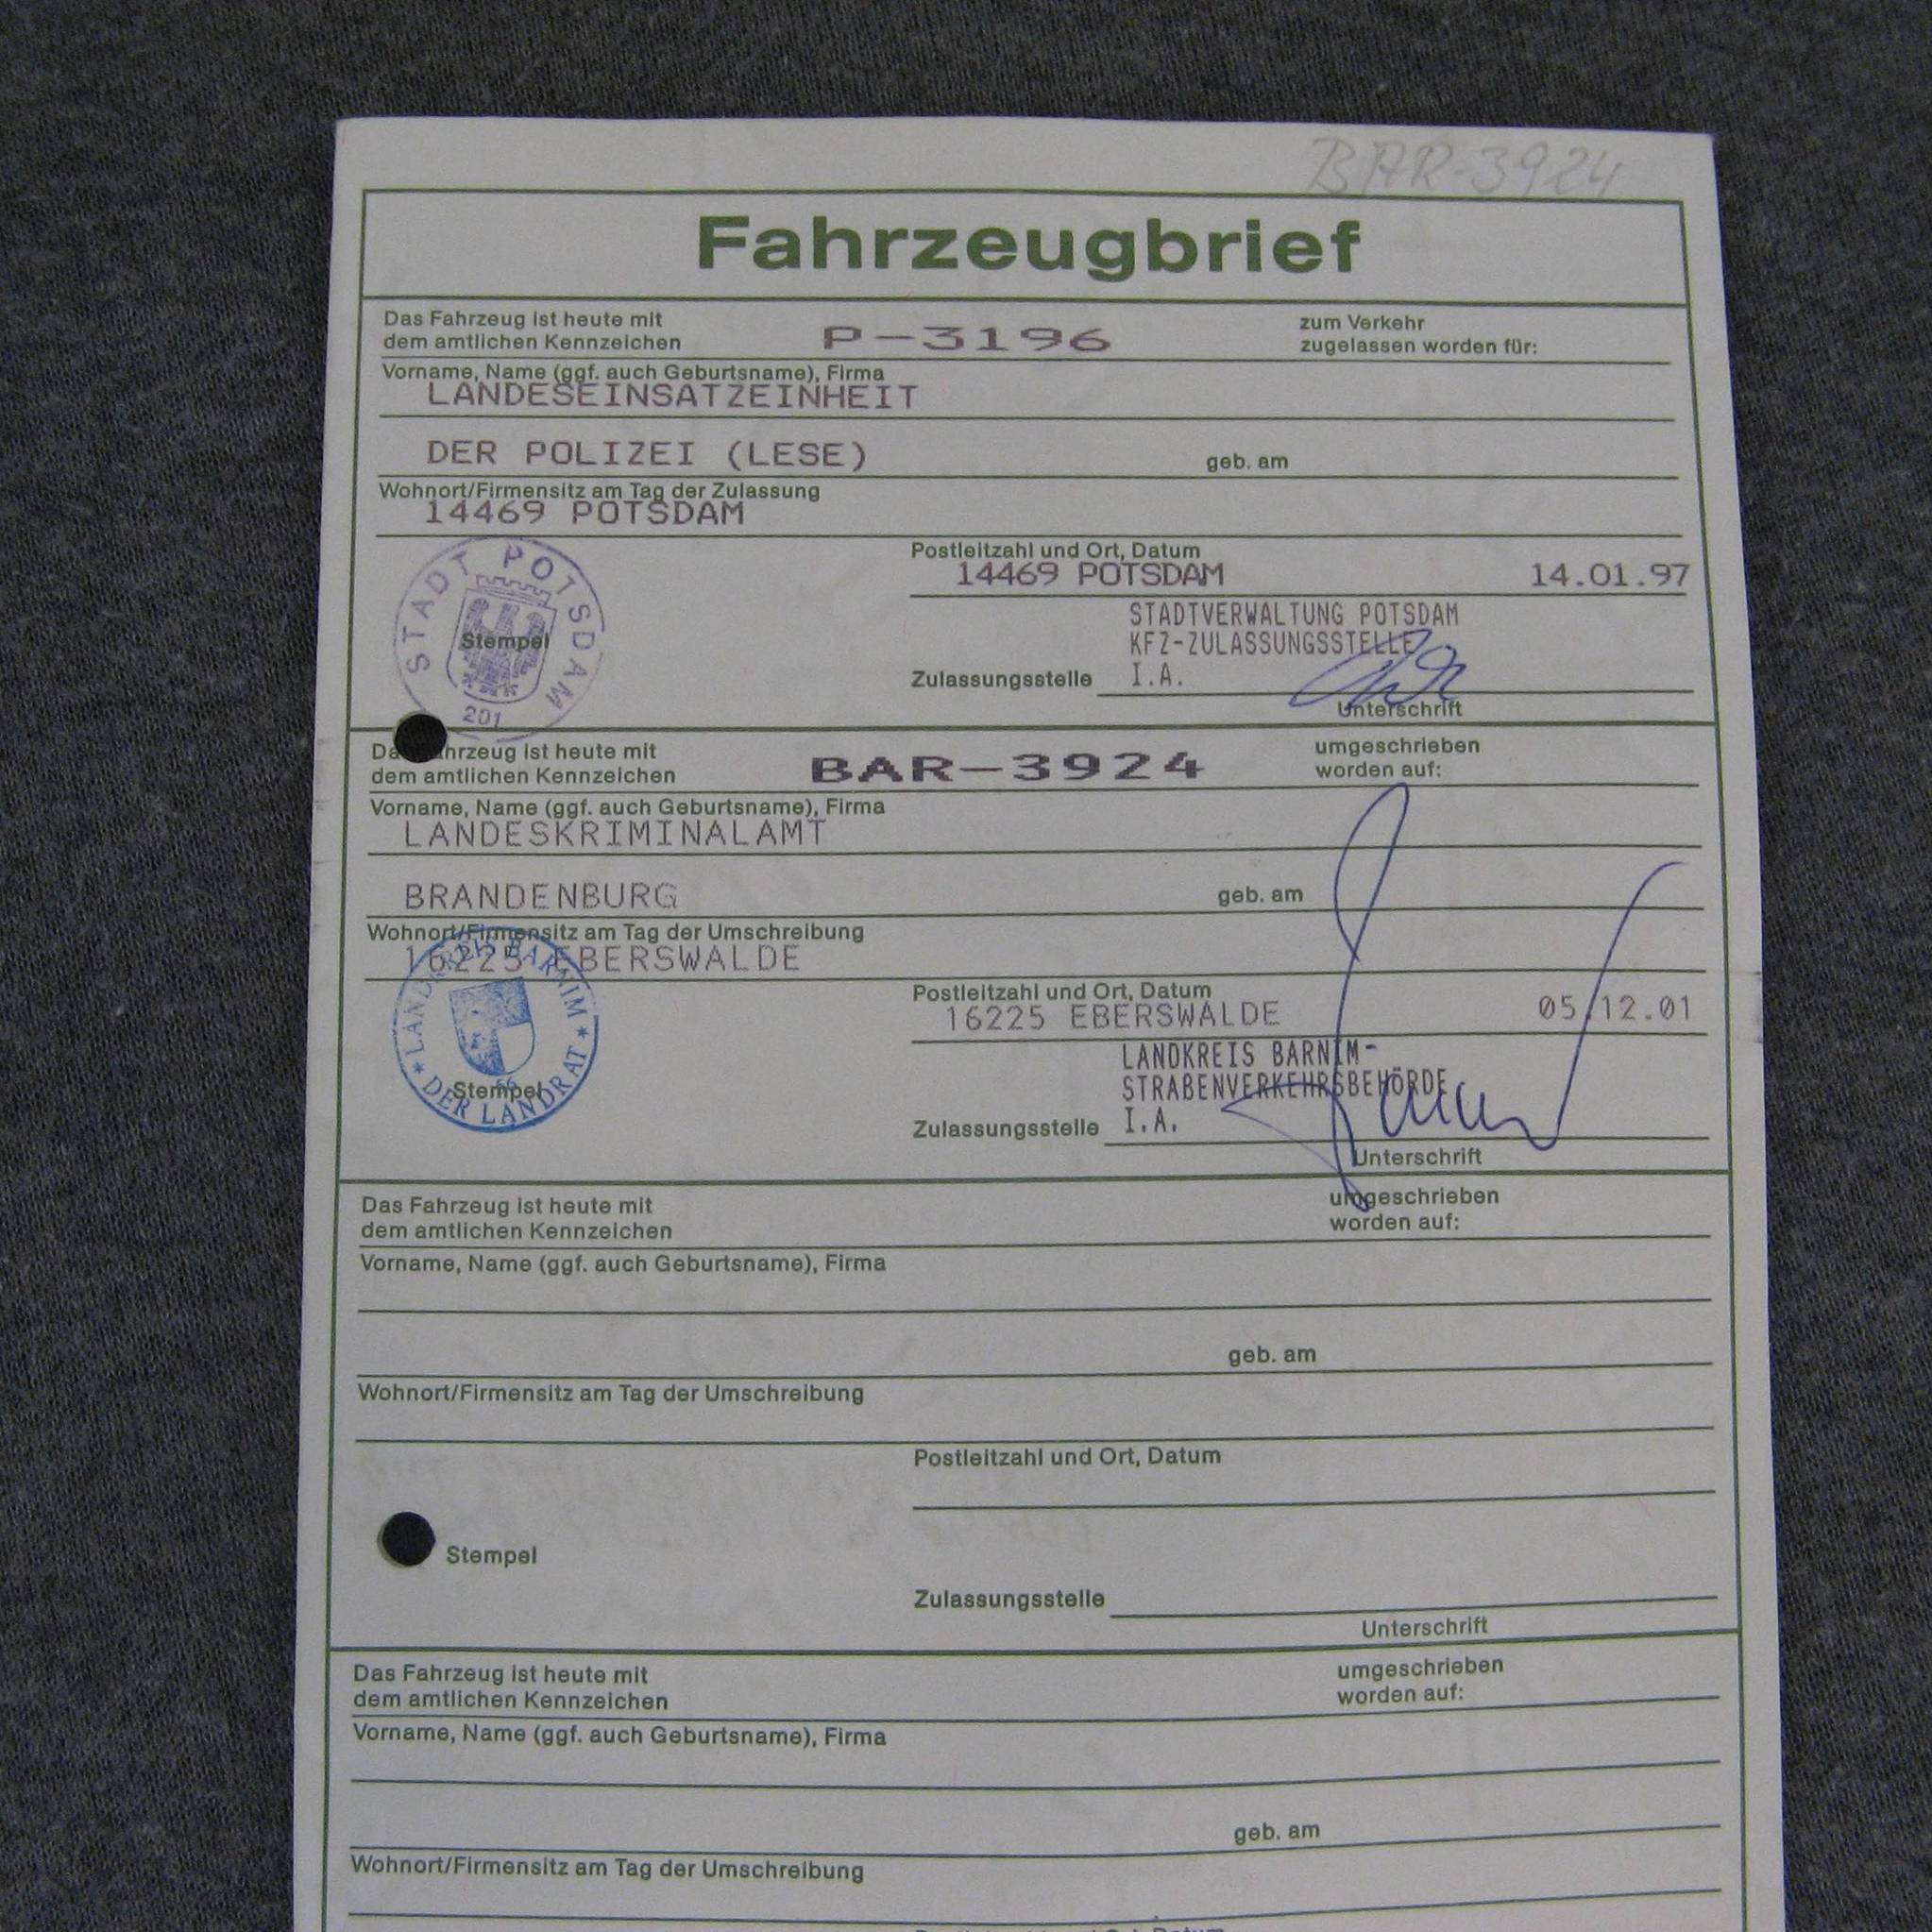 BAR-3924
Fahrzeugbrief
Das Fahrzeug ist heute mit
dem amtlichen Kennzeichen
P-3196
zum Verkehr
zugelassen worden für:
Vorname, Name (ggf. auch Geburtsname), Firma
LANDESEINSATZEINHEIT
DER POLIZEI (LESE)
geb. am
Wohnort/Firmensitz am Tag der Zulassung
14469 POTSDAM
Postleitzahl und Ort, Datum
14469 POTSDAM 14.01.97
STADT POTSDAM
201
Stempel
STADTVERWALTUNG POTSDAM
KFZ-ZULASSUNGSSTELLE
Zulassungsstelle I.A.
Unterschrift
Das Fahrzeug ist heute mit
dem amtlichen Kennzeichen
BAR-3924
umgeschrieben
worden auf:
Vorname, Name (ggf. auch Geburtsname), Firma
LANDESKRIMINALAMT
BRANDENBURG
geb. am
Wohnort/Firmensitz am Tag der Umschreibung
16225 EBERSWALDE
Postleitzahl und Ort, Datum
16225 EBERSWALDE 05.12.01
* LANDKREIS BARNIM *
DER LANDRAT
56
Stempel
LANDKREIS BARNIM-
STRAßENVERKEHRSBEHÖRDE
Zulassungsstelle I.A.
Unterschrift
Das Fahrzeug ist heute mit
dem amtlichen Kennzeichen
umgeschrieben
worden auf:
Vorname, Name (ggf. auch Geburtsname), Firma
geb. am
Wohnort/Firmensitz am Tag der Umschreibung
Postleitzahl und Ort, Datum
Stempel
Zulassungsstelle
Unterschrift
Das Fahrzeug ist heute mit
dem amtlichen Kennzeichen
umgeschrieben
worden auf:
Vorname, Name (ggf. auch Geburtsname), Firma
geb. am
Wohnort/Firmensitz am Tag der Umschreibung